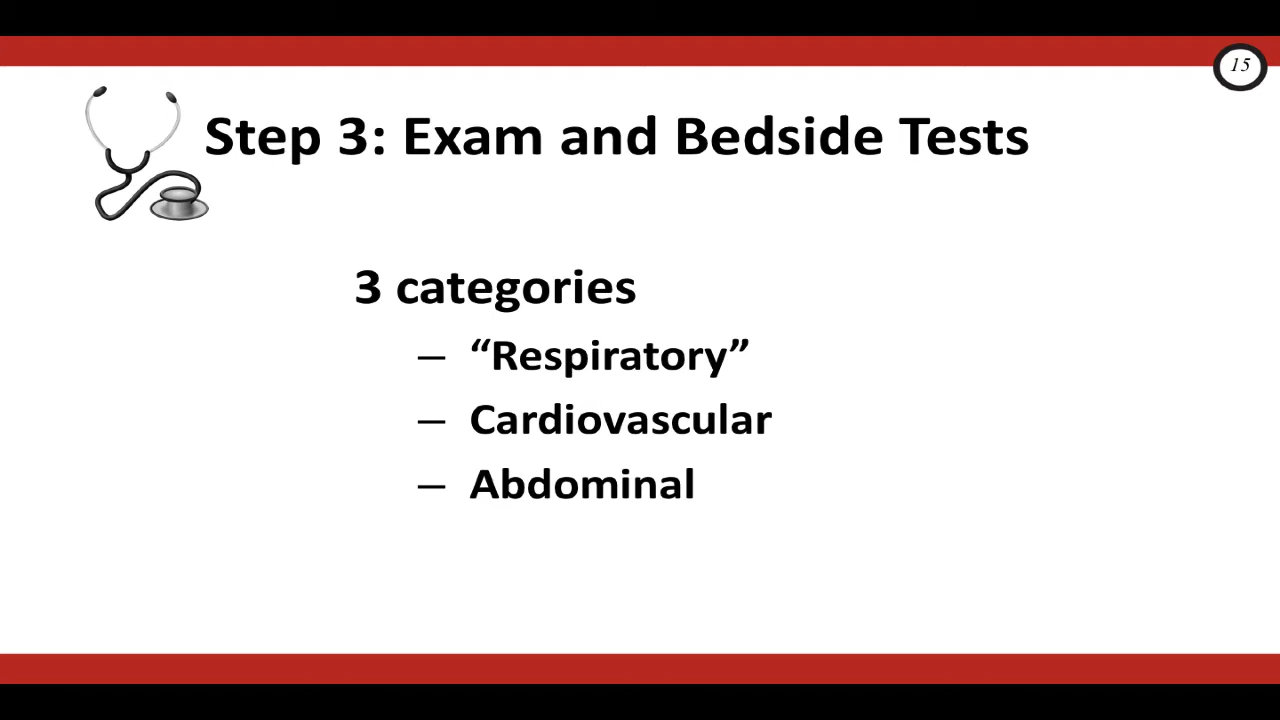 15
Step 3: Exam and Bedside Tests
3 categories
– “Respiratory”
– Cardiovascular
– Abdominal